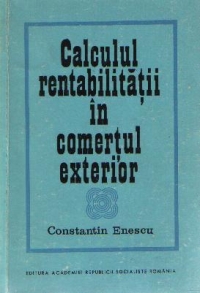 Calculul
rentabilității
în
comerțul
exterior
Constantin Enescu
EDITURA ACADEMIEI REPUBLICII SOCIALISTE ROMÂNIA